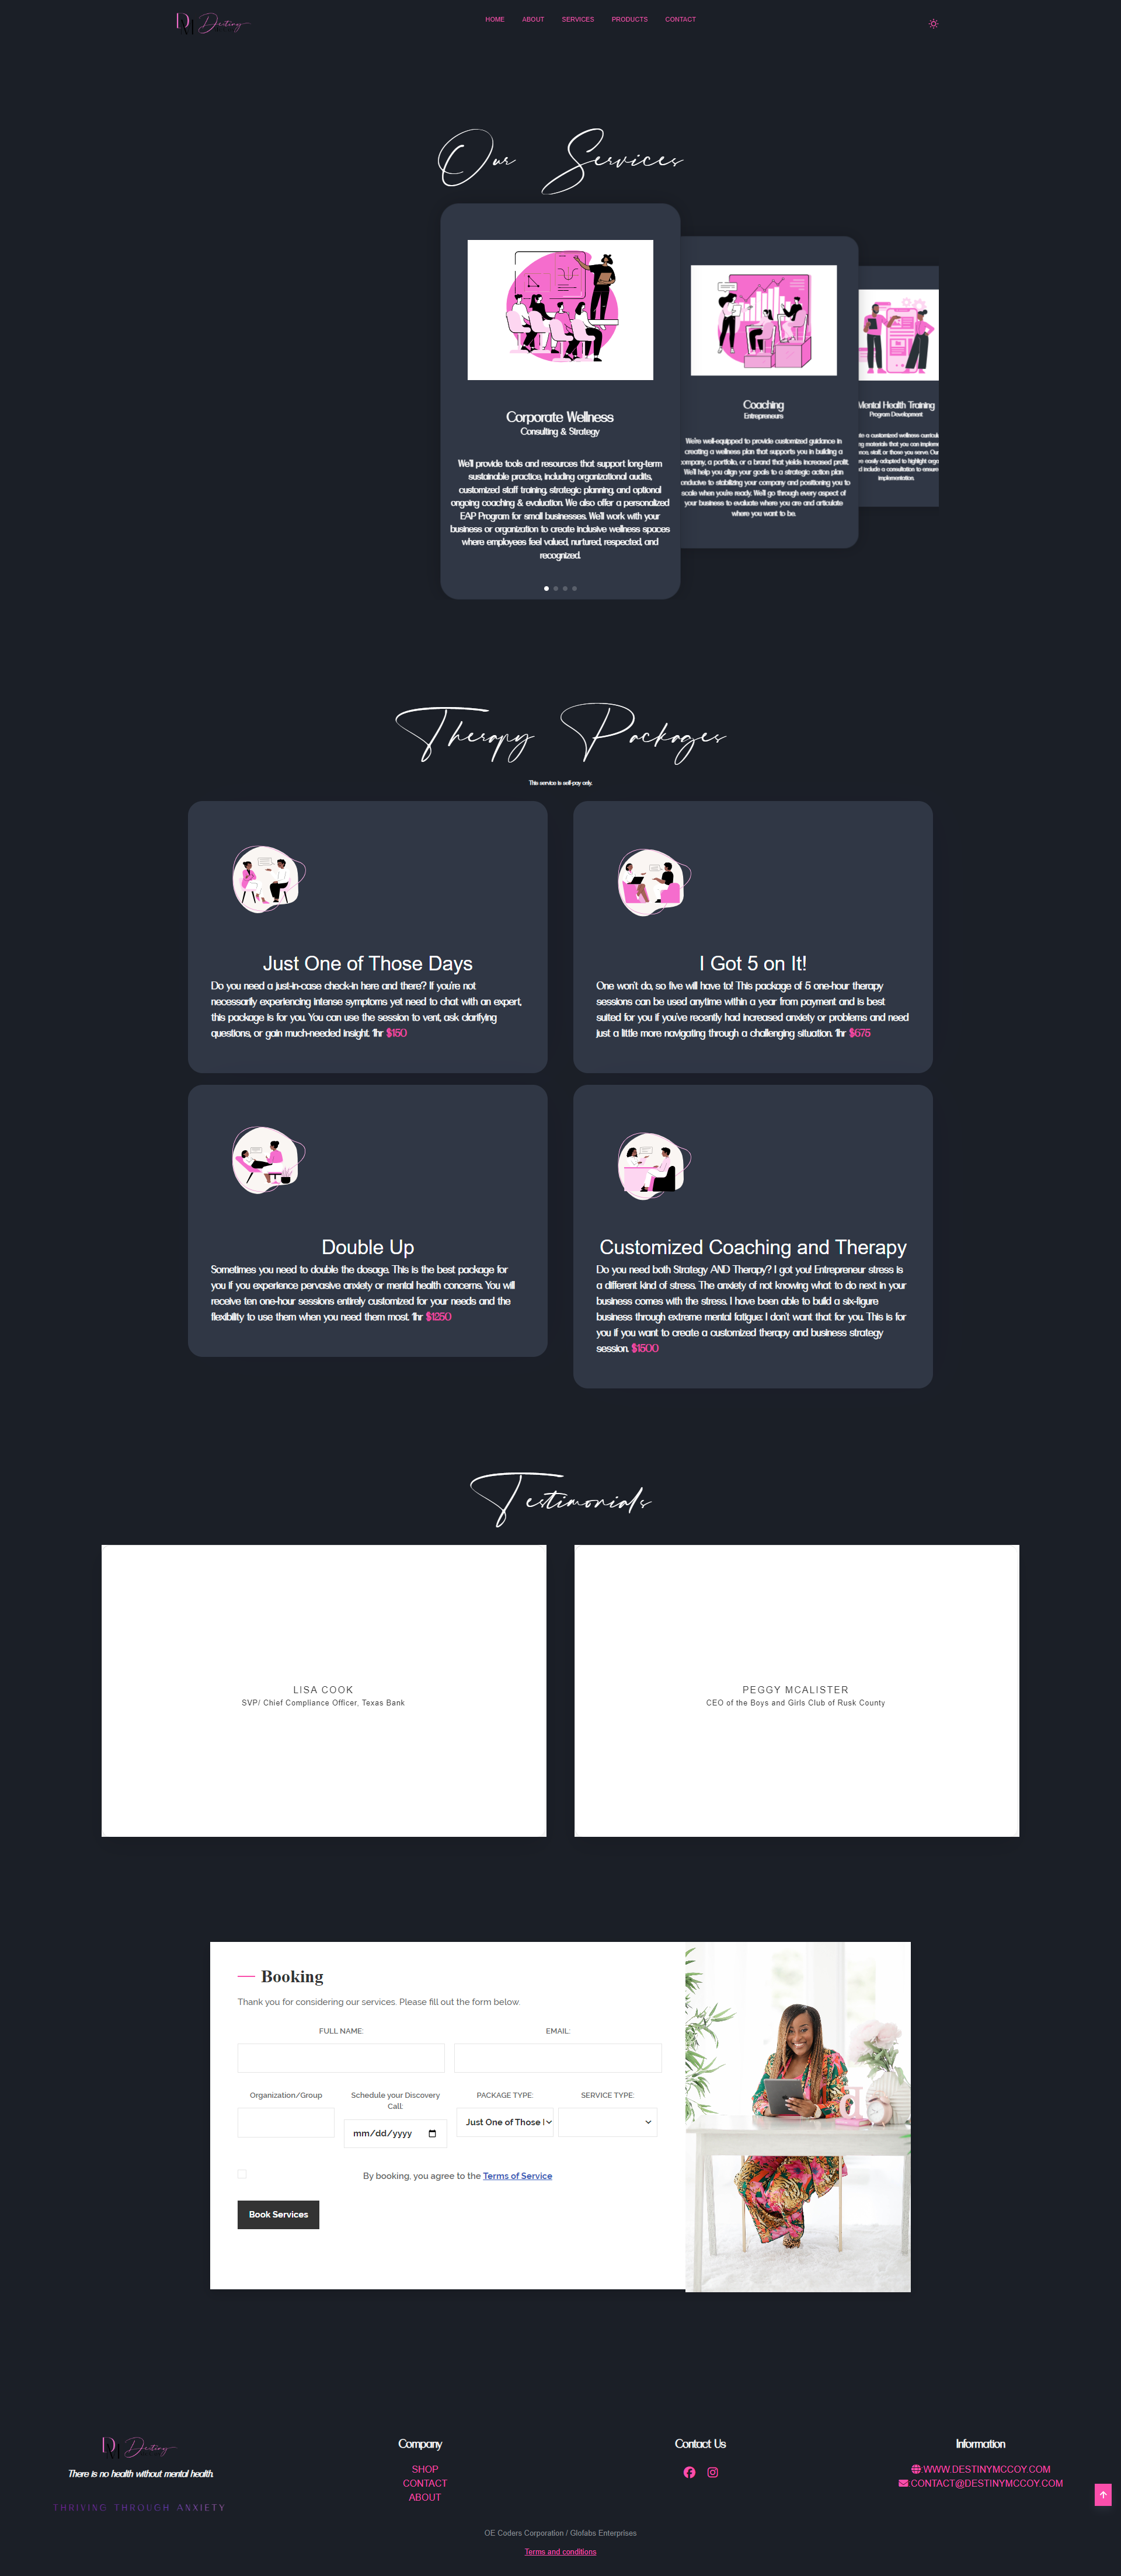 DM Destiny
HOME ABOUT SERVICES PRODUCTS CONTACT
Our Services
Corporate Wellness
Consulting & Strategy
We'll provide tools and resources that support long-term
sustainable practice, including organizational audits,
customized staff training, strategic planning, and optional
ongoing coaching & evaluation. We also offer a personalized
EAP Program for small businesses. We'll work with your
business or organization to create inclusive wellness spaces
where employees feel valued, nurtured, respected, and
recognized.
Coaching
Entrepreneurs
We're well-equipped to provide customized guidance in
creating a wellness plan that supports you in building a
company, a portfolio, or a brand that yields increased profit.
We'll help you align your goals to a strategic action plan
conducive to stabilizing your company and positioning you to
scale when you're ready. We'll go through every aspect of
your business to evaluate where you are and articulate
where you want to be.
Mental Health Training
Program Development
a customized wellness
materials that you can
staff, or those you serve. Our
easily adapted to highlight
include a consultation to ensure
implementation.
Therapy Packages
This service is self-pay only.
Just One of Those Days
Do you need a just-in-case check-in here and there? If you're not
necessarily experiencing intense symptoms yet need to chat with an expert,
this package is for you. You can use the session to vent, ask clarifying
questions, or gain much-needed insight. 1hr $150
I Got 5 on It!
One won't do, so five will have to! This package of 5 one-hour therapy
sessions can be used anytime within a year from payment and is best
suited for you if you've recently had increased anxiety or problems and need
just a little more navigating through a challenging situation. 1hr $675
Double Up
Sometimes you need to double the dosage. This is the best package for
you if you experience pervasive anxiety or mental health concerns. You will
receive ten one-hour sessions entirely customized for your needs and the
flexibility to use them when you need them most. 1hr $1250
Customized Coaching and Therapy
Do you need both Strategy AND Therapy? I got you! Entrepreneur stress is
a different kind of stress. The anxiety of not knowing what to do next in your
business comes with the stress. I have been able to build a six-figure
business through extreme mental fatigue: I don't want that for you. This is for
you if you want to create a customized therapy and business strategy
session. $1500
Testimonials
LISA COOK
SVP/ Chief Compliance Officer, Texas Bank
PEGGY MCALISTER
CEO of the Boys and Girls Club of Rusk County
Booking
Thank you for considering our services. Please fill out the form below.
FULL NAME: EMAIL:
Organization/Group
Schedule your Discovery
Call:
PACKAGE TYPE: SERVICE TYPE:
mm/dd/yyyy
Just One of Those
By booking, you agree to the Terms of Service
Book Services
d
DM Destiny
There is no health without mental health.
THRIVING THROUGH ANXIETY
Company
SHOP
CONTACT
ABOUT
Contact Us
Information
WWW.DESTINYMCCOY.COM
CONTACT@DESTINYMCCOY.COM
OE Coders Corporation / Glofabs Enterprises
Terms and conditions